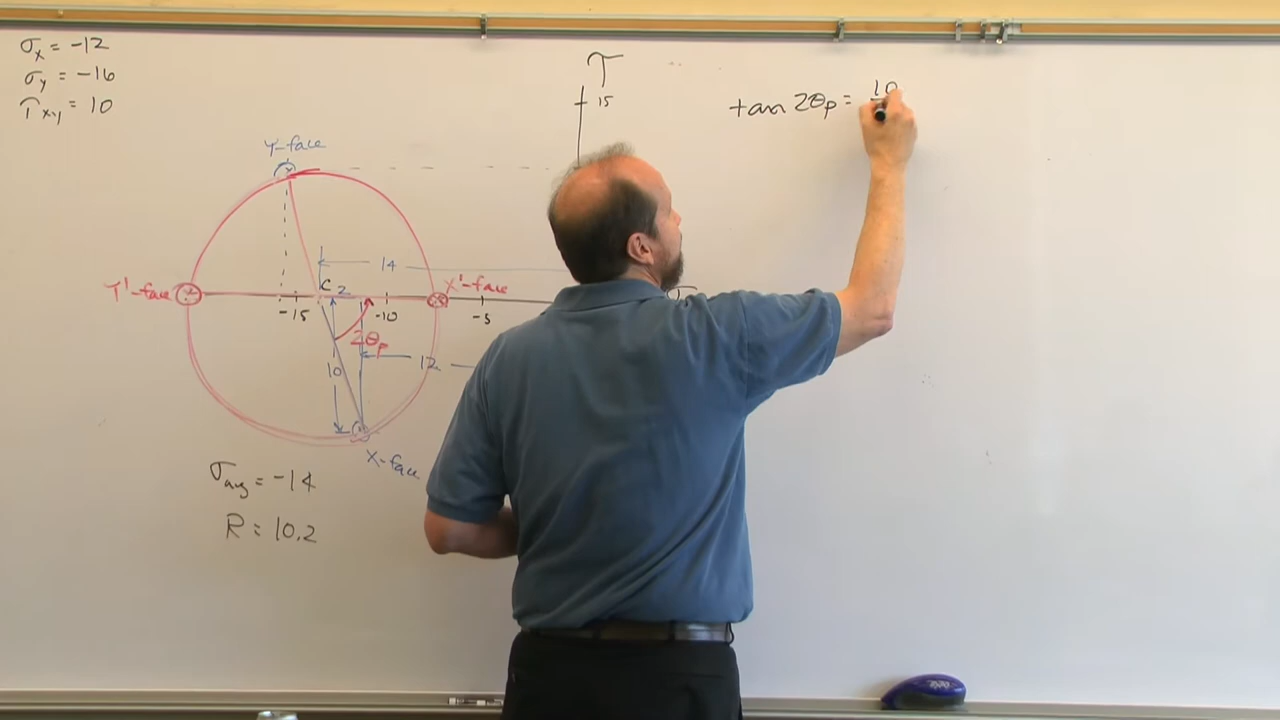 σx = -12
σy = -16
τxy = 10
τ
15
tan 2θp = 10
Y-face
14
C 2
Y'-face
X'-face
-15
-10
-5
2θp
10
12
X-face
σavg = -14
R = 10.2